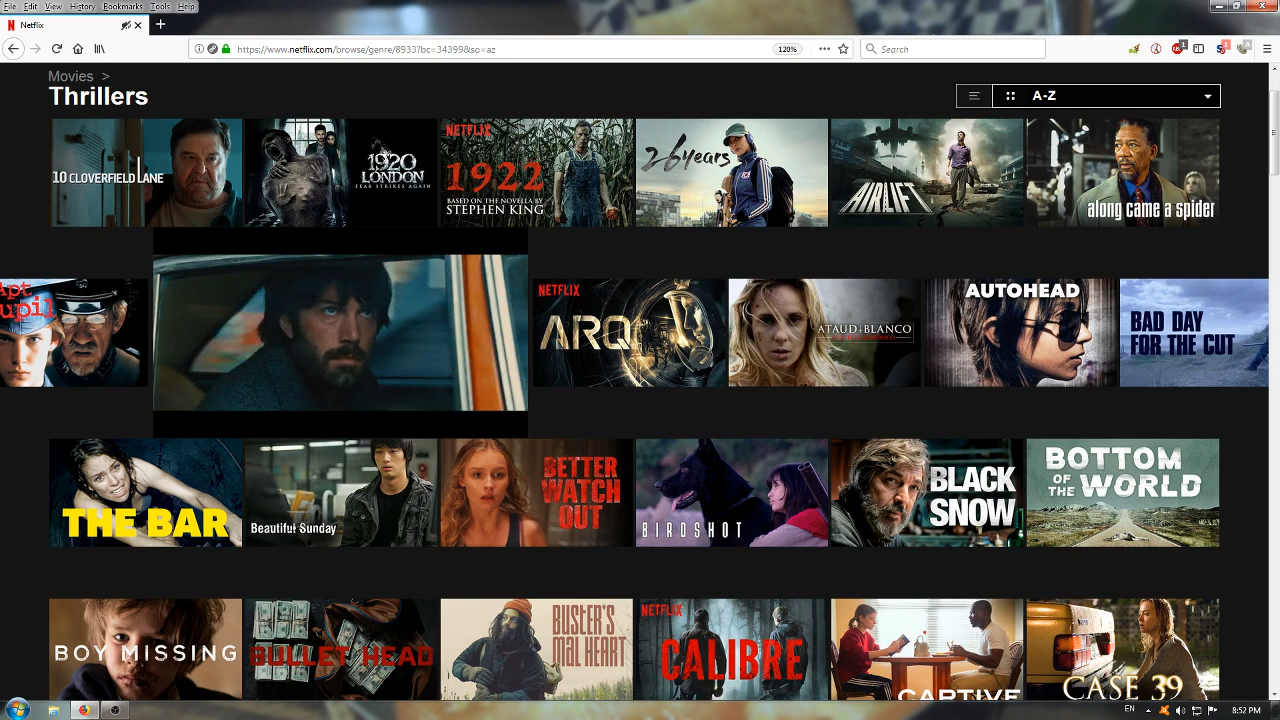 File Edit View History Bookmarks Tools Help
Netflix
https://www.netflix.com/browse/genre/8933?bc=34399&so=az
120%
Search
Movies >
Thrillers
A-Z
10 CLOVERFIELD LANE
1920
LONDON
FEAR STRIKES AGAIN
NETFLIX
1922
BASED ON THE NOVELLA BY
STEPHEN KING
26 years
AIRLIFT
along came a spider
Apt
Pupil
NETFLIX
ARQ
ATAUD BLANCO
AUTOHEAD
BAD DAY
FOR THE CUT
THE BAR
Beautiful Sunday
BETTER
WATCH
OUT
BIRDSHOT
BLACK
SNOW
BOTTOM
OF THE
WORLD
BOY MISSING
BULLET HEAD
BUSTER'S
mal HEART
NETFLIX
CALIBRE
CAPTIVE
CASE 39
EN
8:52 PM